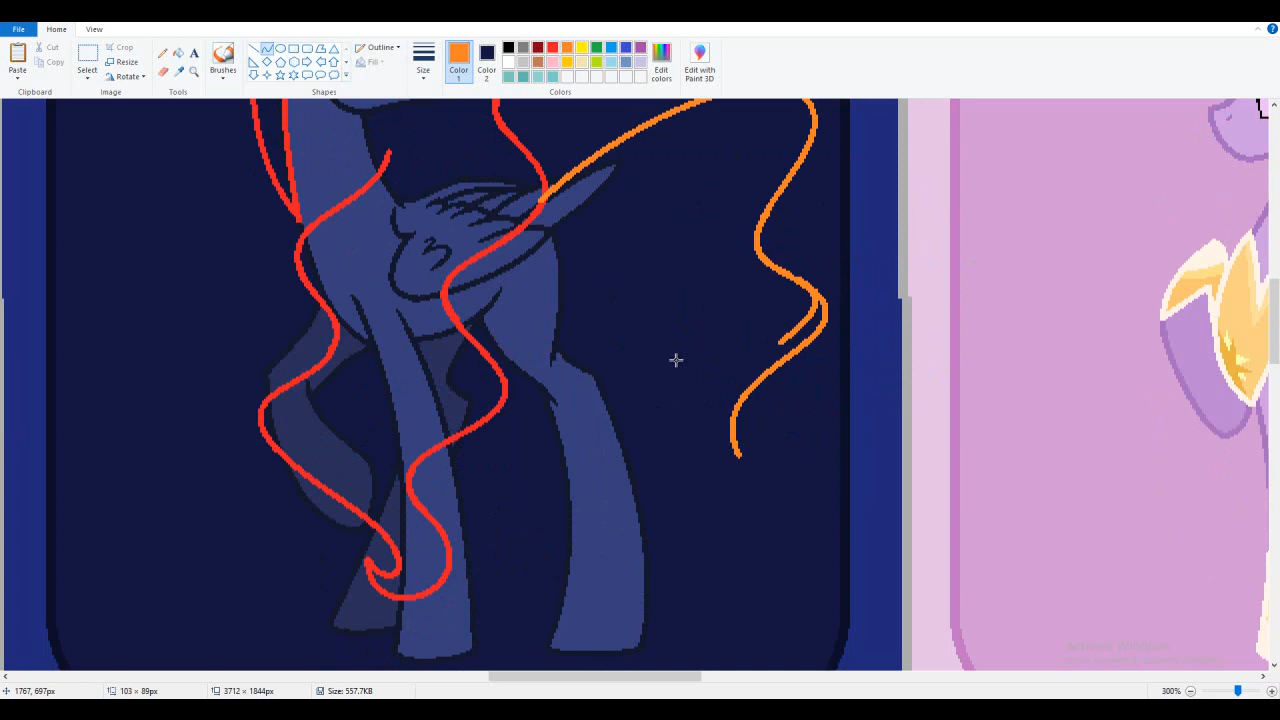 File Home View
Paste
Cut
Copy
Clipboard
Select
Crop
Resize
Rotate
Image
Tools
Brushes
Outline
Fill
Shapes
Size
Color
1
Color
2
Edit
colors
Edit with
Paint 3D
Colors
1767, 697px 103 × 89px 3712 × 1844px Size: 557.7KB 300%